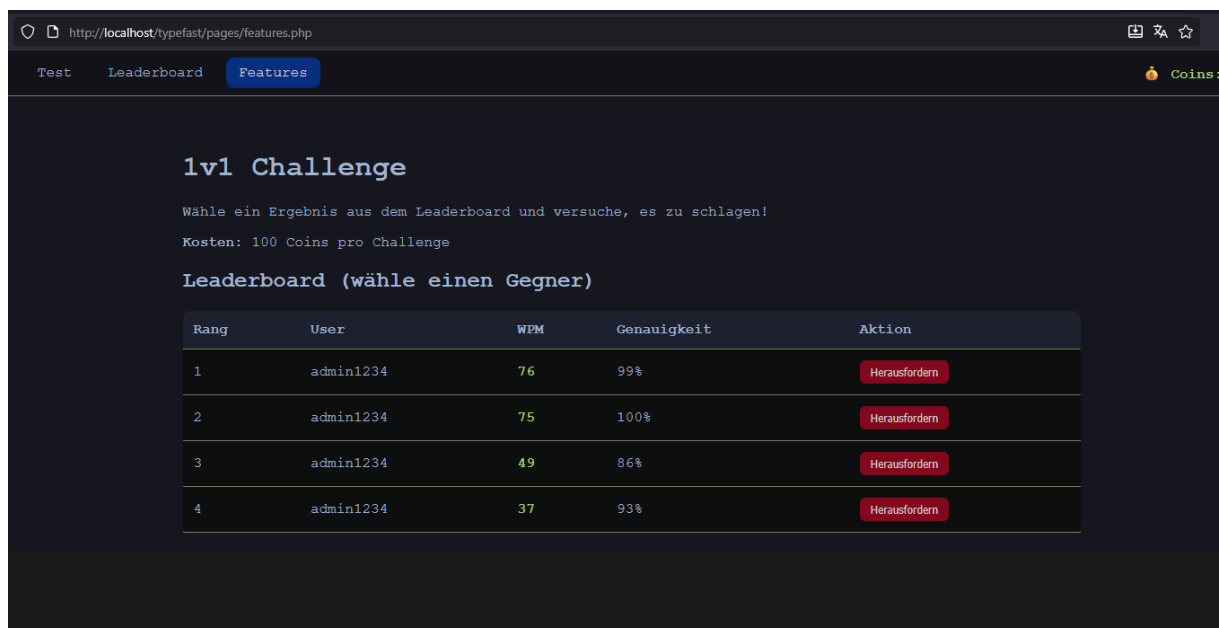 http://localhost/typefast/pages/features.php
Test Leaderboard Features Coins:
1v1 Challenge
Wähle ein Ergebnis aus dem Leaderboard und versuche, es zu schlagen!
Kosten: 100 Coins pro Challenge
Leaderboard (wähle einen Gegner)
Rang User WPM Genauigkeit Aktion
1 admin1234 76 99% Herausfordern
2 admin1234 75 100% Herausfordern
3 admin1234 49 86% Herausfordern
4 admin1234 37 93% Herausfordern